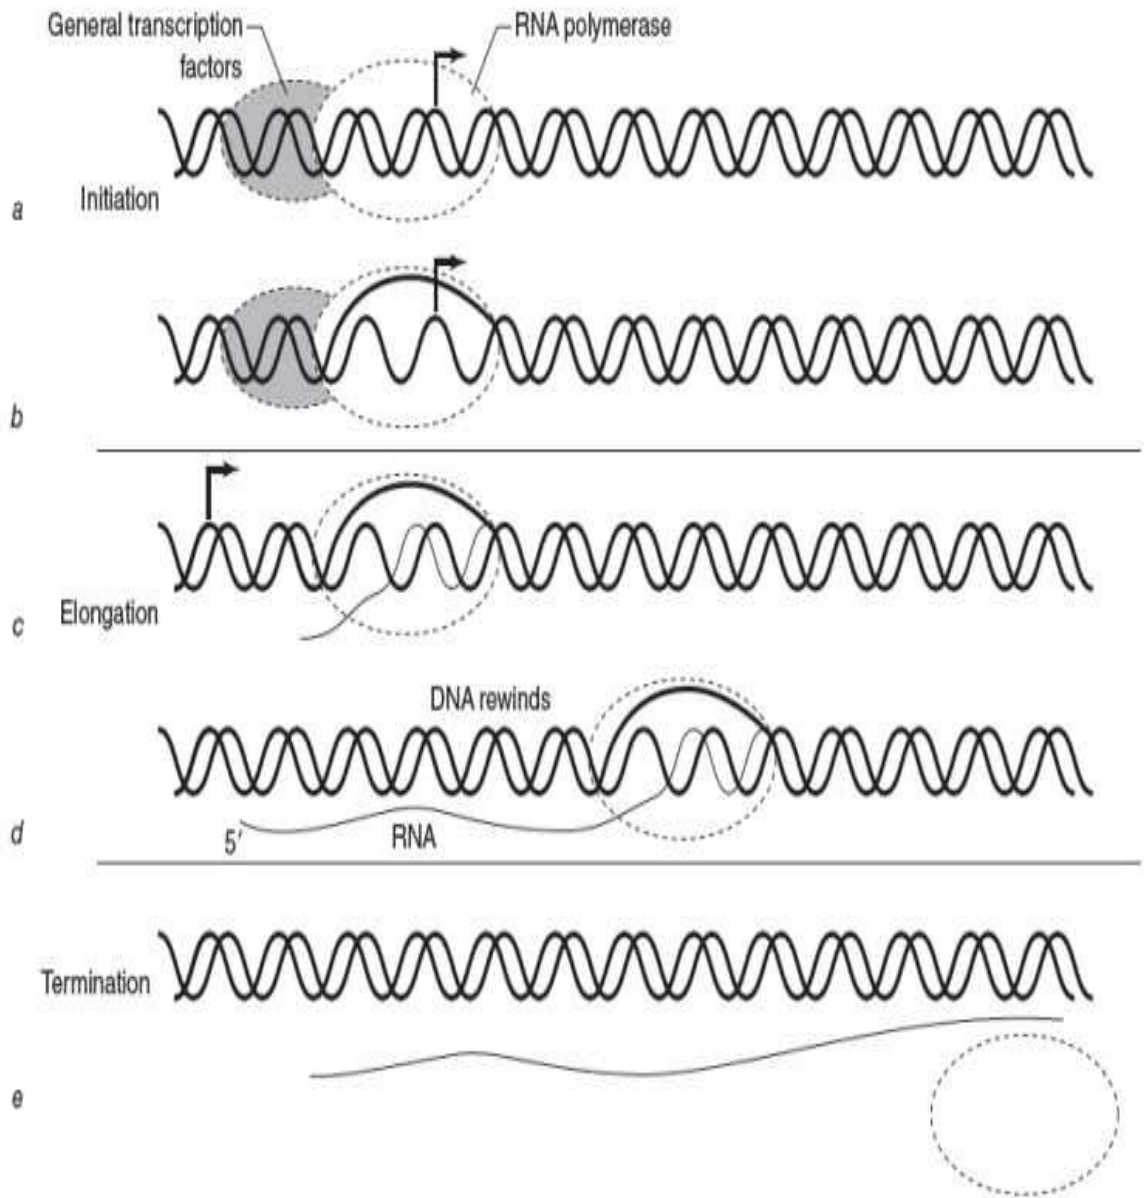 General transcription
factors
RNA polymerase
a
Initiation
b
c
Elongation
DNA rewinds
d
5′
RNA
Termination
e